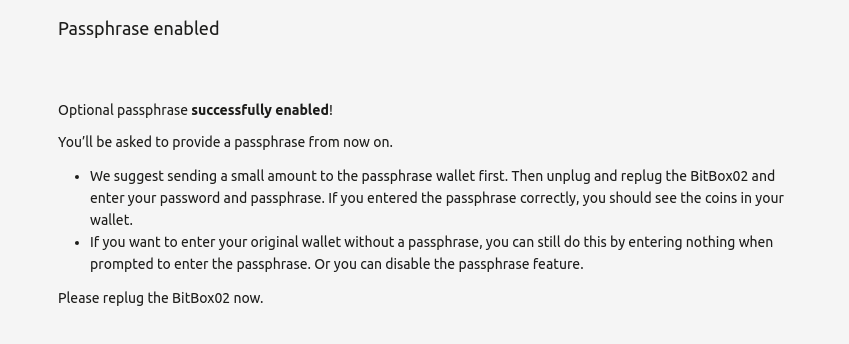 Passphrase enabled
Optional passphrase successfully enabled!
You’ll be asked to provide a passphrase from now on.
• We suggest sending a small amount to the passphrase wallet first. Then unplug and replug the BitBox02 and
enter your password and passphrase. If you entered the passphrase correctly, you should see the coins in your
wallet.
• If you want to enter your original wallet without a passphrase, you can still do this by entering nothing when
prompted to enter the passphrase. Or you can disable the passphrase feature.
Please replug the BitBox02 now.